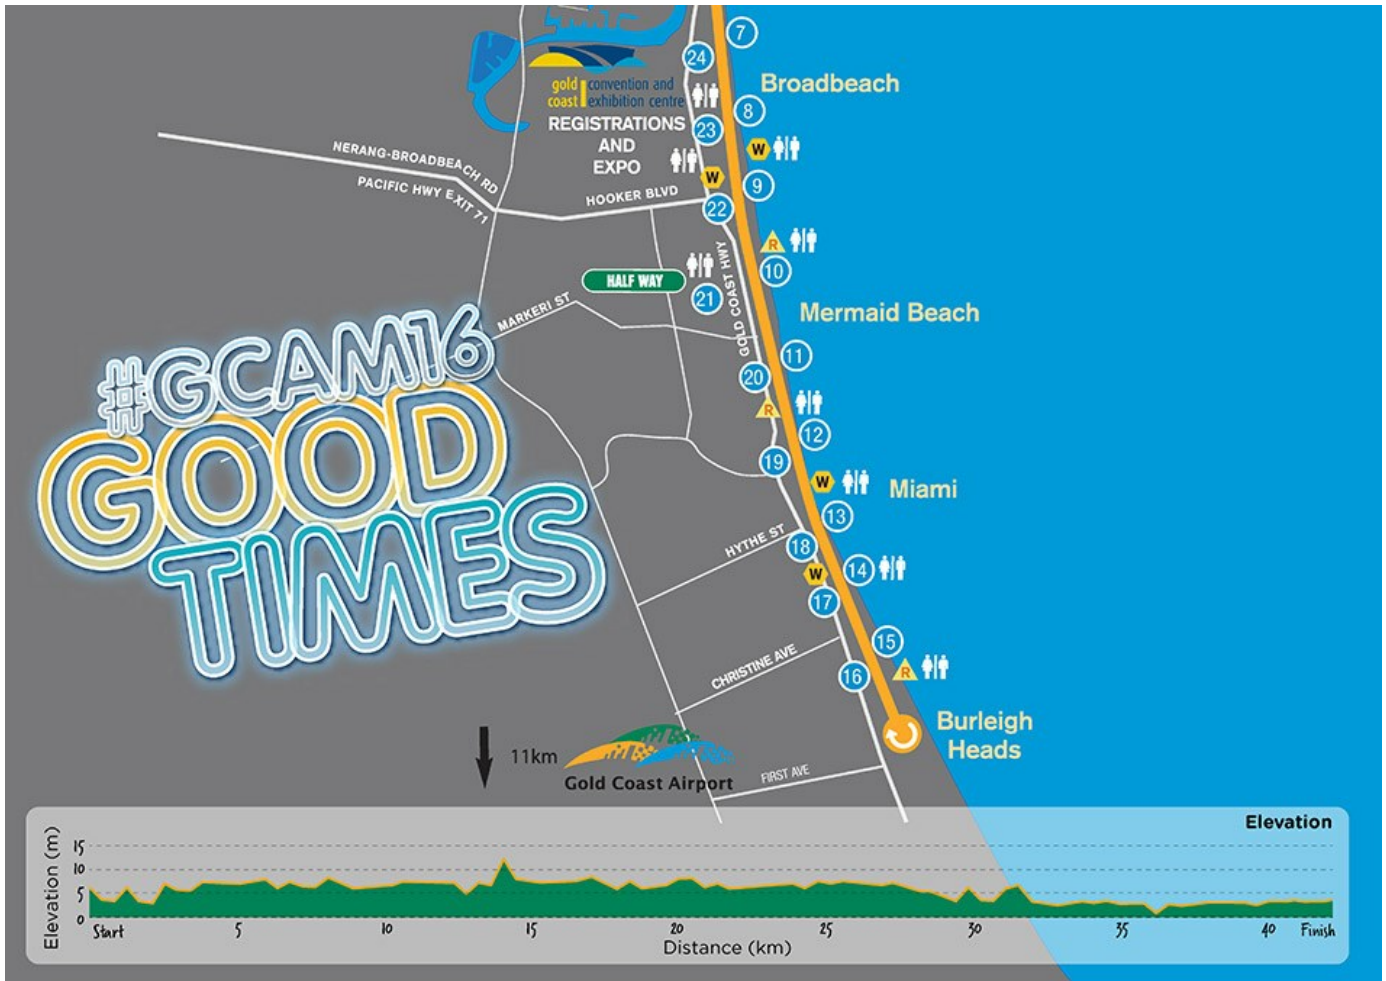 7
24
Broadbeach
gold convention and
coast exhibition centre
8
REGISTRATIONS
AND
EXPO
23
W
NERANG-BROADBEACH RD
PACIFIC HWY EXIT 71
HOOKER BLVD
W
9
22
R
10
HALF WAY
21
GOLD COAST HWY
MARKERI ST
Mermaid Beach
11
20
R
12
19
W
Miami
13
#GCAM16
GOOD
TIMES
HYTHE ST
18
14
W
17
15
CHRISTINE AVE
16
R
Burleigh
Heads
11km
Gold Coast Airport
FIRST AVE
Elevation
Elevation (m)
15
10
5
0
Start 5 10 15 20 25 30 35 40 Finish
Distance (km)